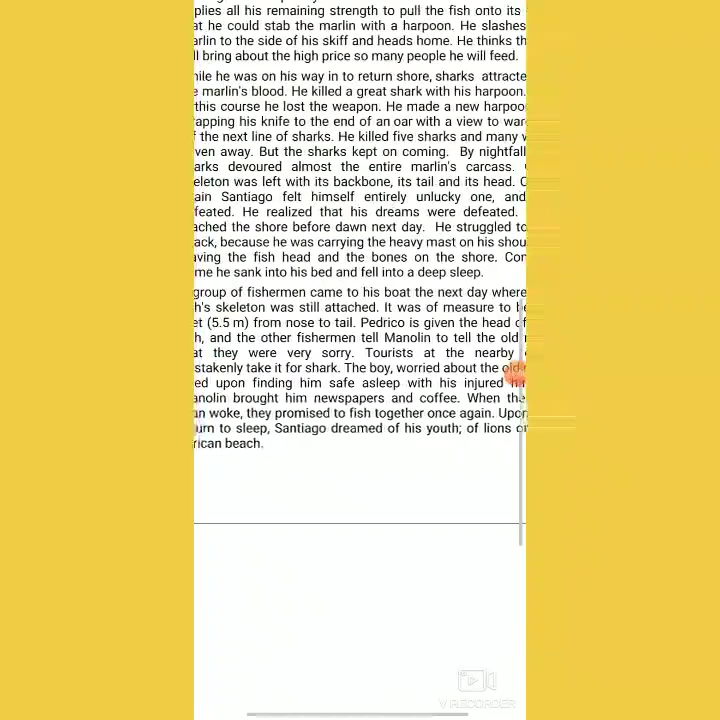 plies all his remaining strength to pull the fish onto its
at he could stab the marlin with a harpoon. He slashes
arlin to the side of his skiff and heads home. He thinks th
ll bring about the high price so many people he will feed.
hile he was on his way in to return shore, sharks attracte
e marlin's blood. He killed a great shark with his harpoon.
this course he lost the weapon. He made a new harpoo
rapping his knife to the end of an oar with a view to war
f the next line of sharks. He killed five sharks and many
ven away. But the sharks kept on coming. By nightfall
arks devoured almost the entire marlin's carcass.
eleton was left with its backbone, its tail and its head.
ain Santiago felt himself entirely unlucky one, and
feated. He realized that his dreams were defeated.
ached the shore before dawn next day. He struggled to
ack, because he was carrying the heavy mast on his shou
aving the fish head and the bones on the shore. Con
me he sank into his bed and fell into a deep sleep.
group of fishermen came to his boat the next day where
h's skeleton was still attached. It was of measure to be
et (5.5 m) from nose to tail. Pedrico is given the head of
h, and the other fishermen tell Manolin to tell the old
at they were very sorry. Tourists at the nearby
stakenly take it for shark. The boy, worried about the old
ed upon finding him safe asleep with his injured
anolin brought him newspapers and coffee. When the
an woke, they promised to fish together once again. Upon
urn to sleep, Santiago dreamed of his youth; of lions on
rican beach.
V RECORDER